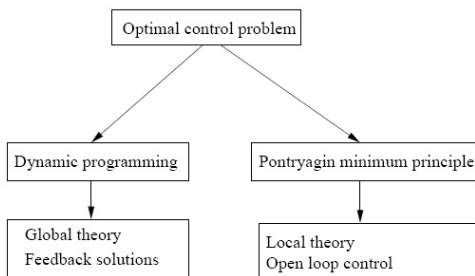 Optimal control problem
Dynamic programming
Pontryagin minimum principle
Global theory
Feedback solutions
Local theory
Open loop control